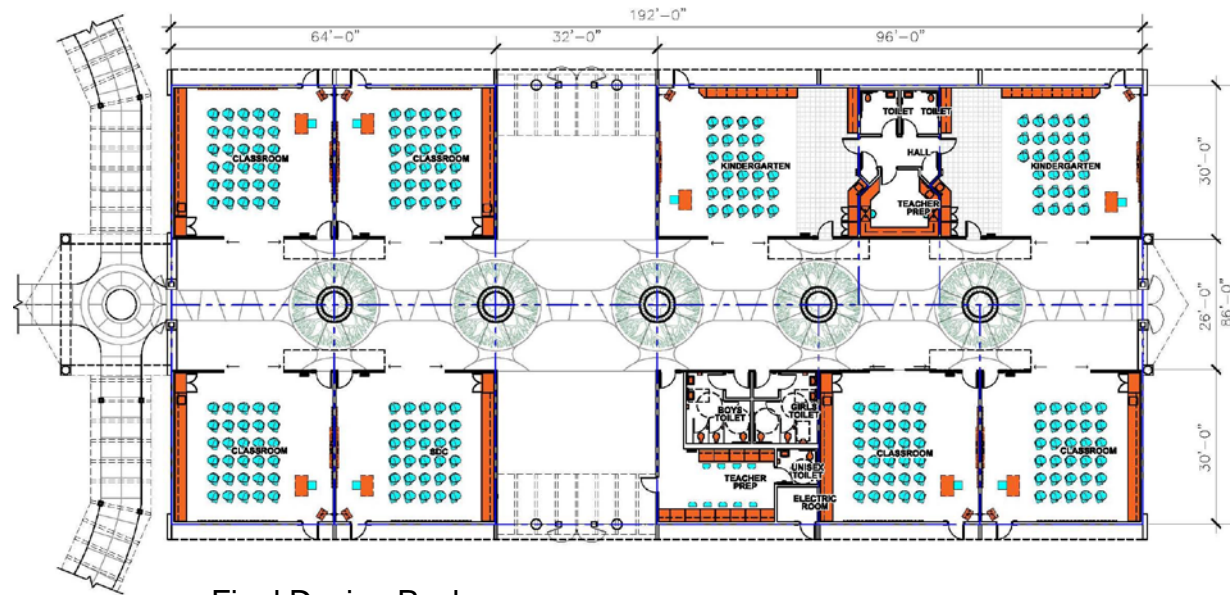 192'-0"
64'-0"
32'-0"
96'-0"
TOILET
TOILET
CLASSROOM
CLASSROOM
KINDERGARTEN
HALL
KINDERGARTEN
TEACHER
PREP
30'-0"
26'-0"
86'-0"
BOYS
TOILET
GIRLS
TOILET
CLASSROOM
SDC
TEACHER
PREP
UNISEX
TOILET
ELECTRIC
ROOM
CLASSROOM
CLASSROOM
30'-0"